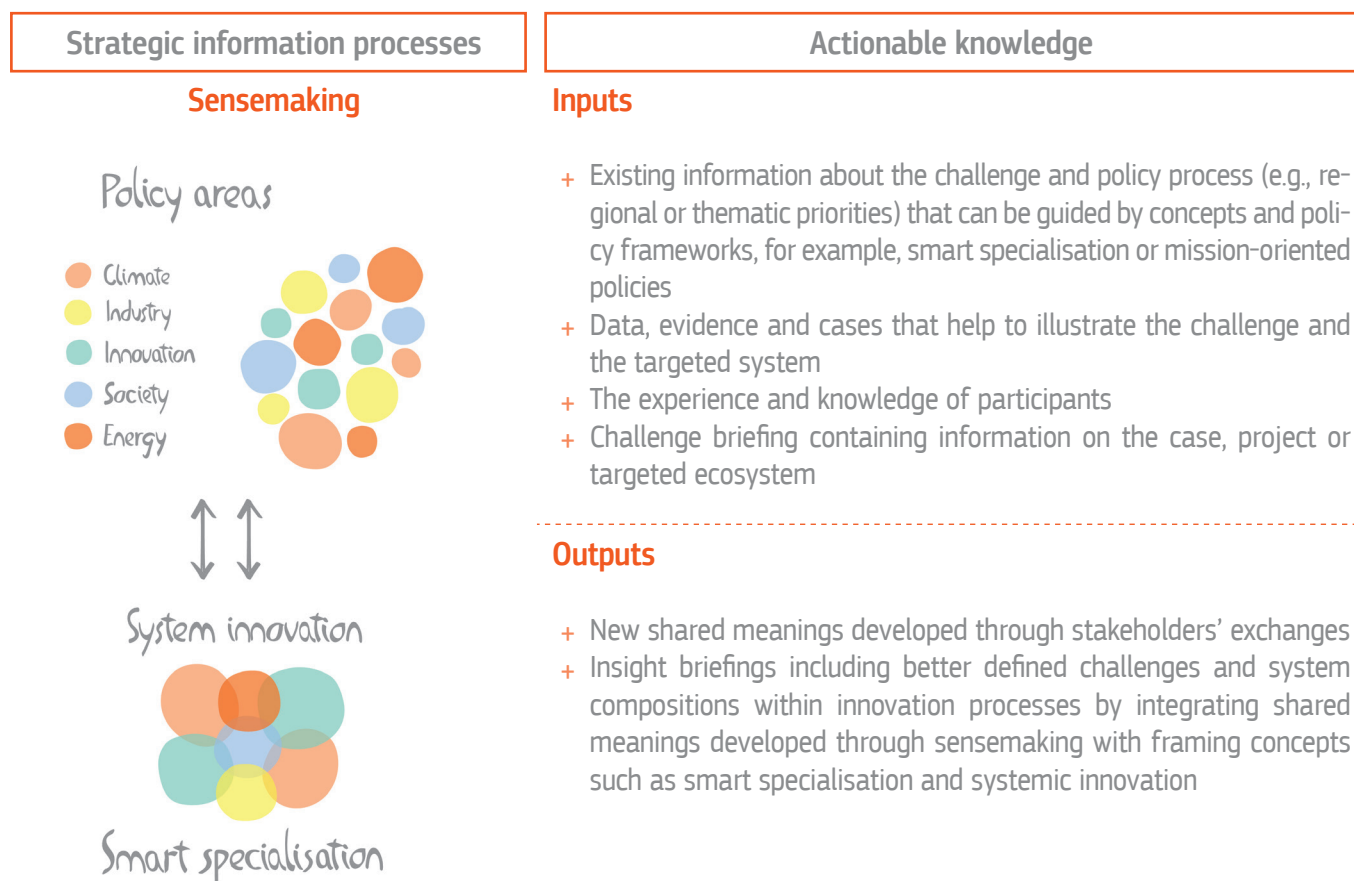 Strategic information processes
Actionable knowledge
Sensemaking
Policy areas
Climate
Industry
Innovation
Society
Energy
System innovation
Smart specialisation
Inputs
+ Existing information about the challenge and policy process (e.g., re-
gional or thematic priorities) that can be guided by concepts and poli-
cy frameworks, for example, smart specialisation or mission-oriented
policies
+ Data, evidence and cases that help to illustrate the challenge and
the targeted system
+ The experience and knowledge of participants
+ Challenge briefing containing information on the case, project or
targeted ecosystem
Outputs
+ New shared meanings developed through stakeholders’ exchanges
+ Insight briefings including better defined challenges and system
compositions within innovation processes by integrating shared
meanings developed through sensemaking with framing concepts
such as smart specialisation and systemic innovation